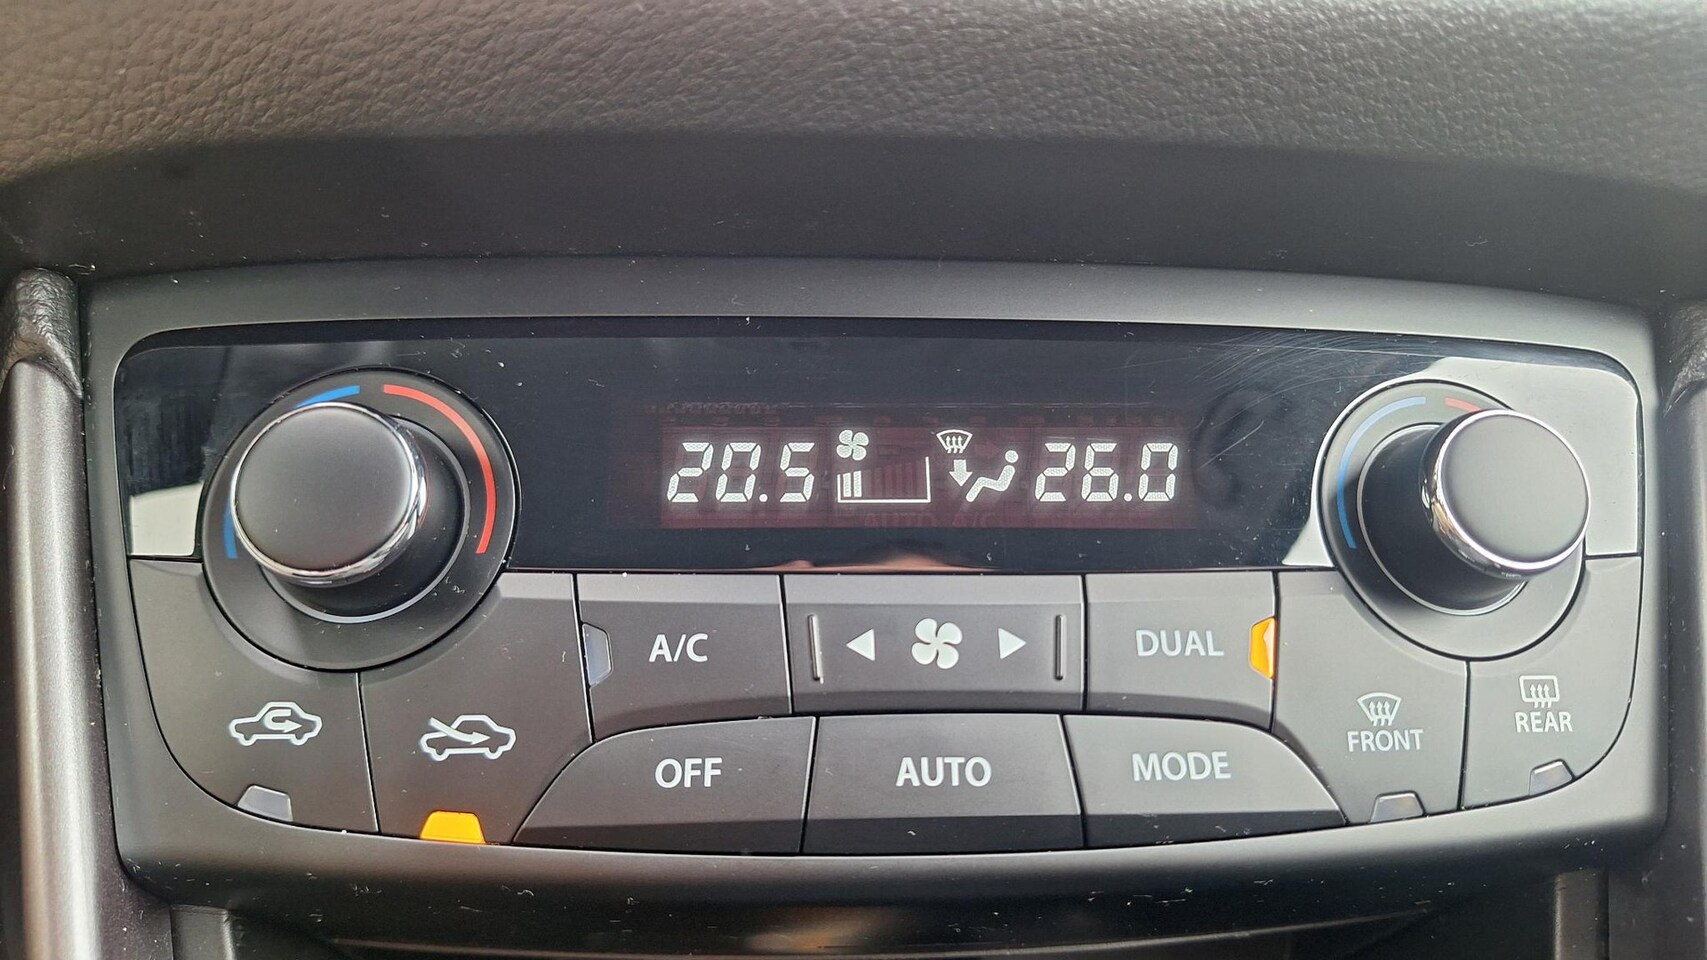 20.5 26.0
A/C DUAL
OFF AUTO MODE FRONT REAR